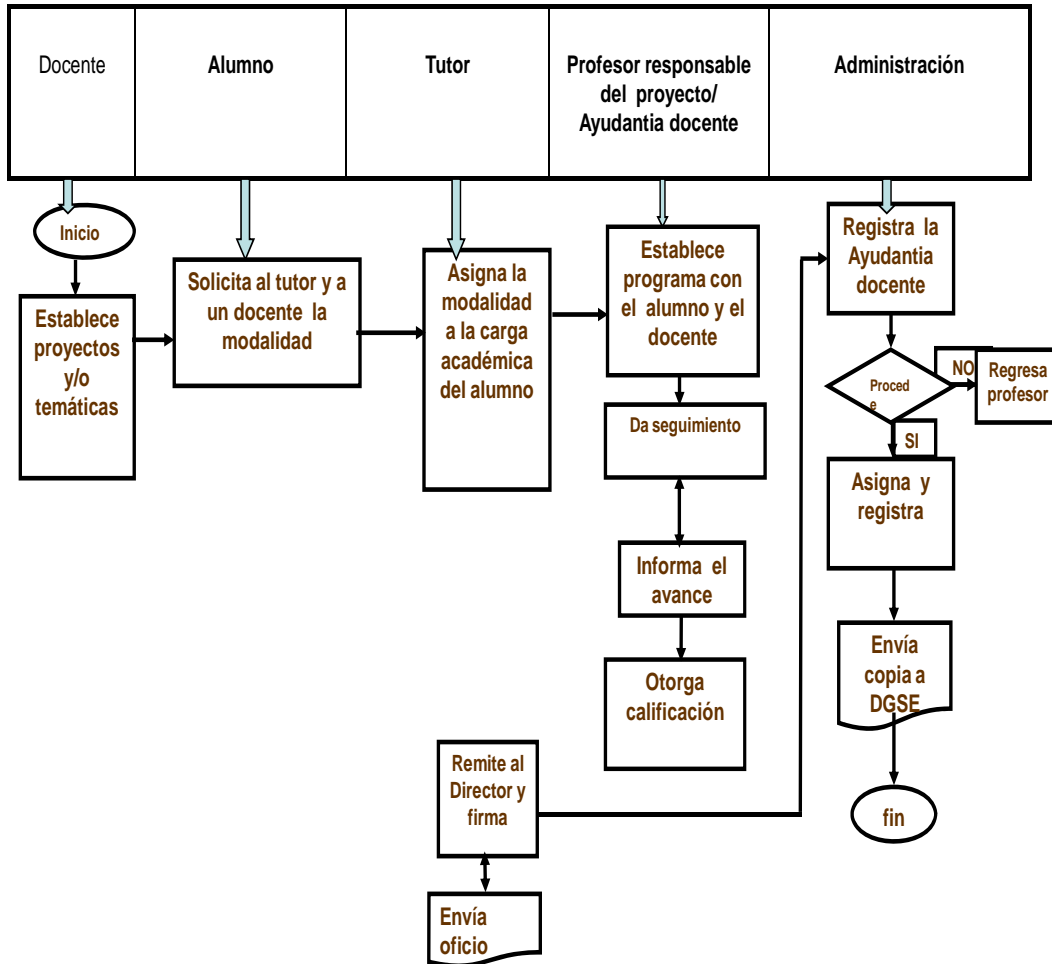 Docente
Alumno
Tutor
Profesor responsable
del proyecto/
Ayudantia docente
Administración
Inicio
Establece
proyectos
y/o
temáticas
Solicita al tutor y a
un docente la
modalidad
Asigna la
modalidad
a la carga
académica
del alumno
Establece
programa con
el alumno y el
docente
Da seguimiento
Informa el
avance
Otorga
calificación
Remite al
Director y
firma
Envía
oficio
Registra la
Ayudantia
docente
Proced
e
NO
Regresa
profesor
SI
Asigna y
registra
Envía
copia a
DGSE
fin